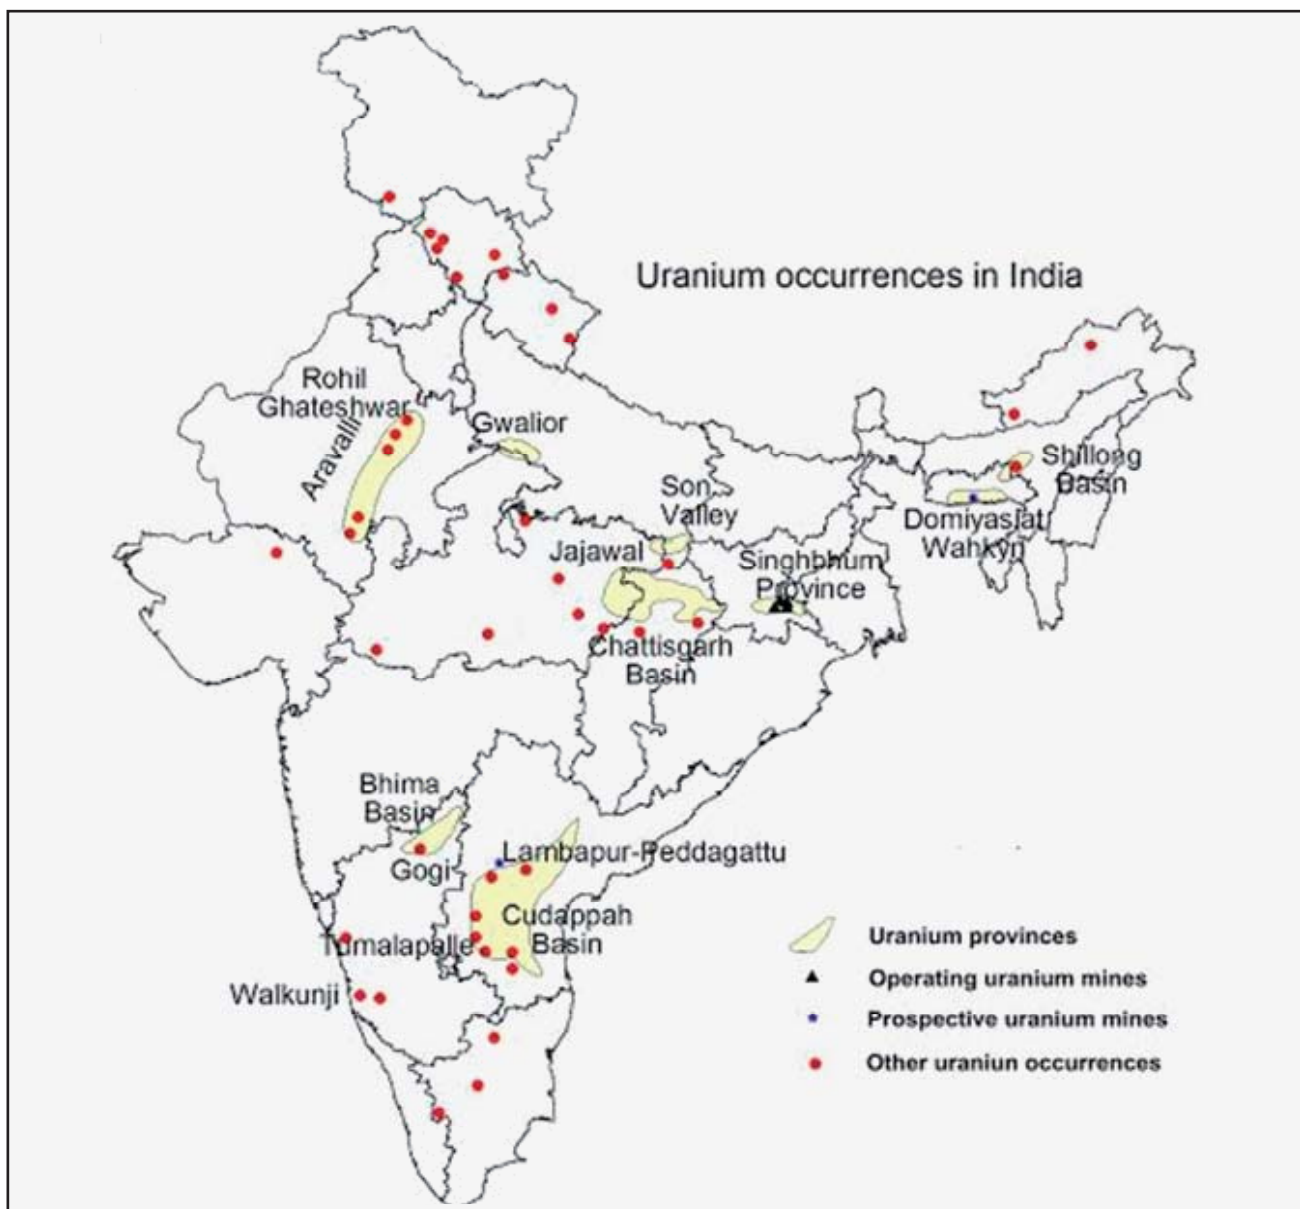 Uranium occurrences in India
Rohil
Ghateshwar
Aravalli
Gwalior
Son
Valley
Jajawal
Singhbhum
Province
Shillong
Basin
Domiyasiat
Wahkyn
Chattisgarh
Basin
Bhima
Basin
Gogi
Lambapur-Peddagattu
Cudappah
Basin
Tumalapalle
Walkunji
Uranium provinces
Operating uranium mines
Prospective uranium mines
Other uraniun occurrences